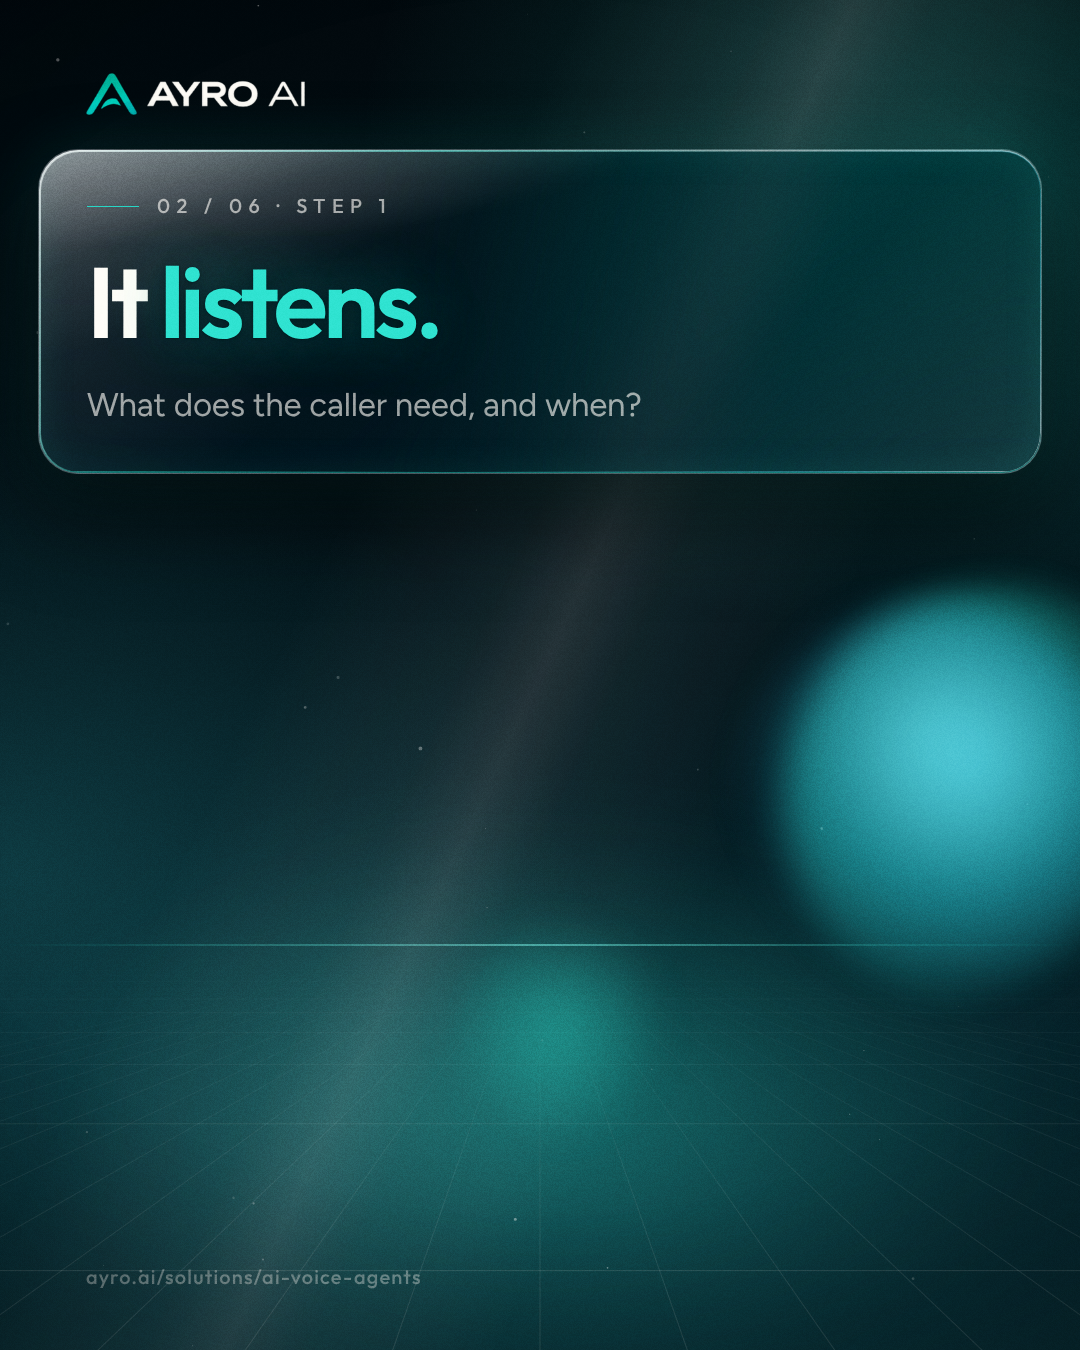 AYRO AI
02 / 06 · STEP 1
It listens.
What does the caller need, and when?
ayro.ai/solutions/ai-voice-agents